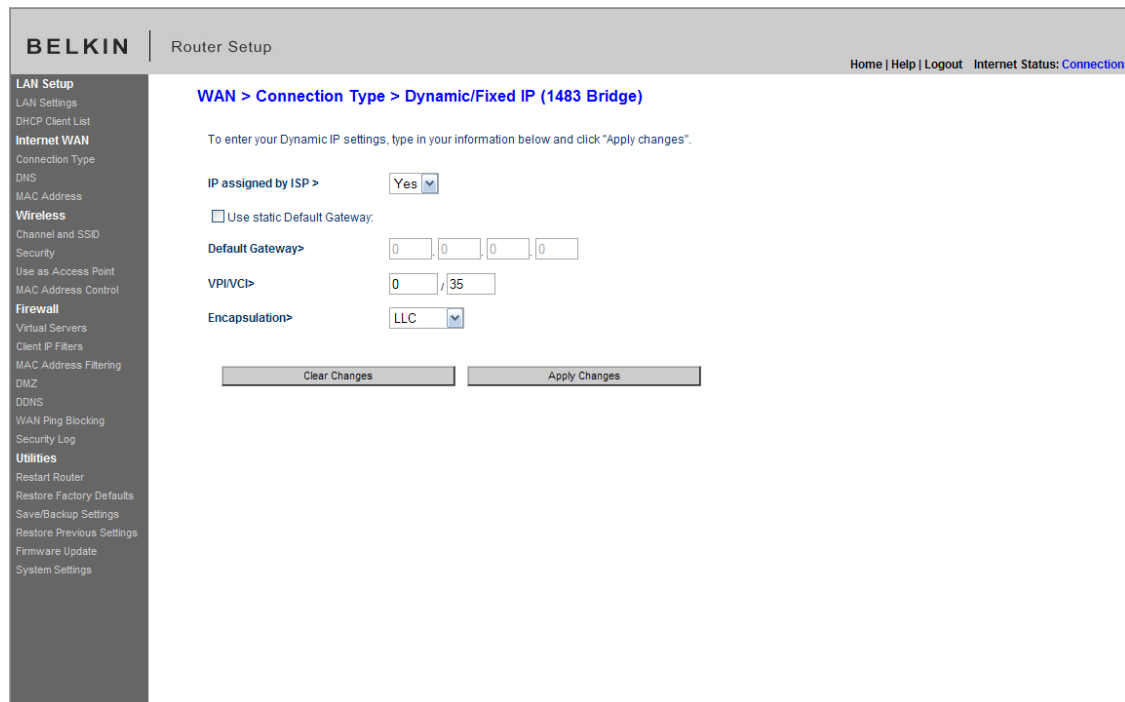 BELKIN
Router Setup
Home | Help | Logout Internet Status: Connection
LAN Setup
LAN Settings
DHCP Client List
Internet WAN
Connection Type
DNS
MAC Address
Wireless
Channel and SSID
Security
Use as Access Point
MAC Address Control
Firewall
Virtual Servers
Client IP Filters
MAC Address Filtering
DMZ
DDNS
WAN Ping Blocking
Security Log
Utilities
Restart Router
Restore Factory Defaults
Save/Backup Settings
Restore Previous Settings
Firmware Update
System Settings
WAN > Connection Type > Dynamic/Fixed IP (1483 Bridge)
To enter your Dynamic IP settings, type in your information below and click "Apply changes".
IP assigned by ISP > Yes
Use static Default Gateway:
Default Gateway> 0 . 0 . 0 . 0
VPI/VCI> 0 / 35
Encapsulation> LLC
Clear Changes Apply Changes